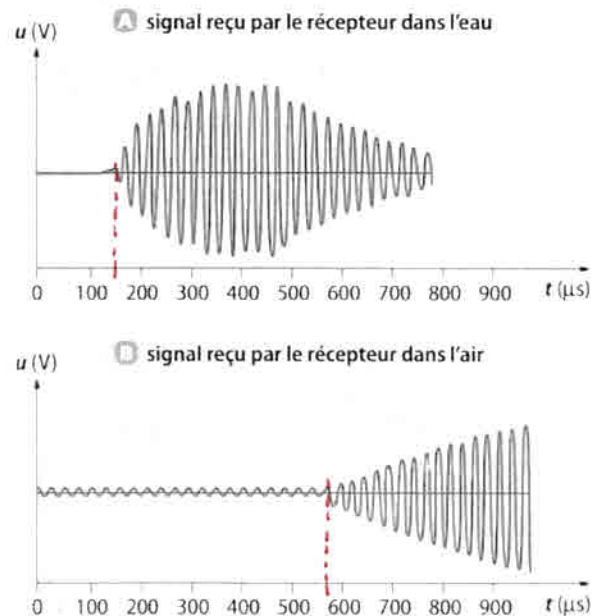 A signal reçu par le récepteur dans l'eau
u (V)
0 100 200 300 400 500 600 700 800 900 t (μs)
B signal reçu par le récepteur dans l'air
u (V)
0 100 200 300 400 500 600 700 800 900 t (μs)